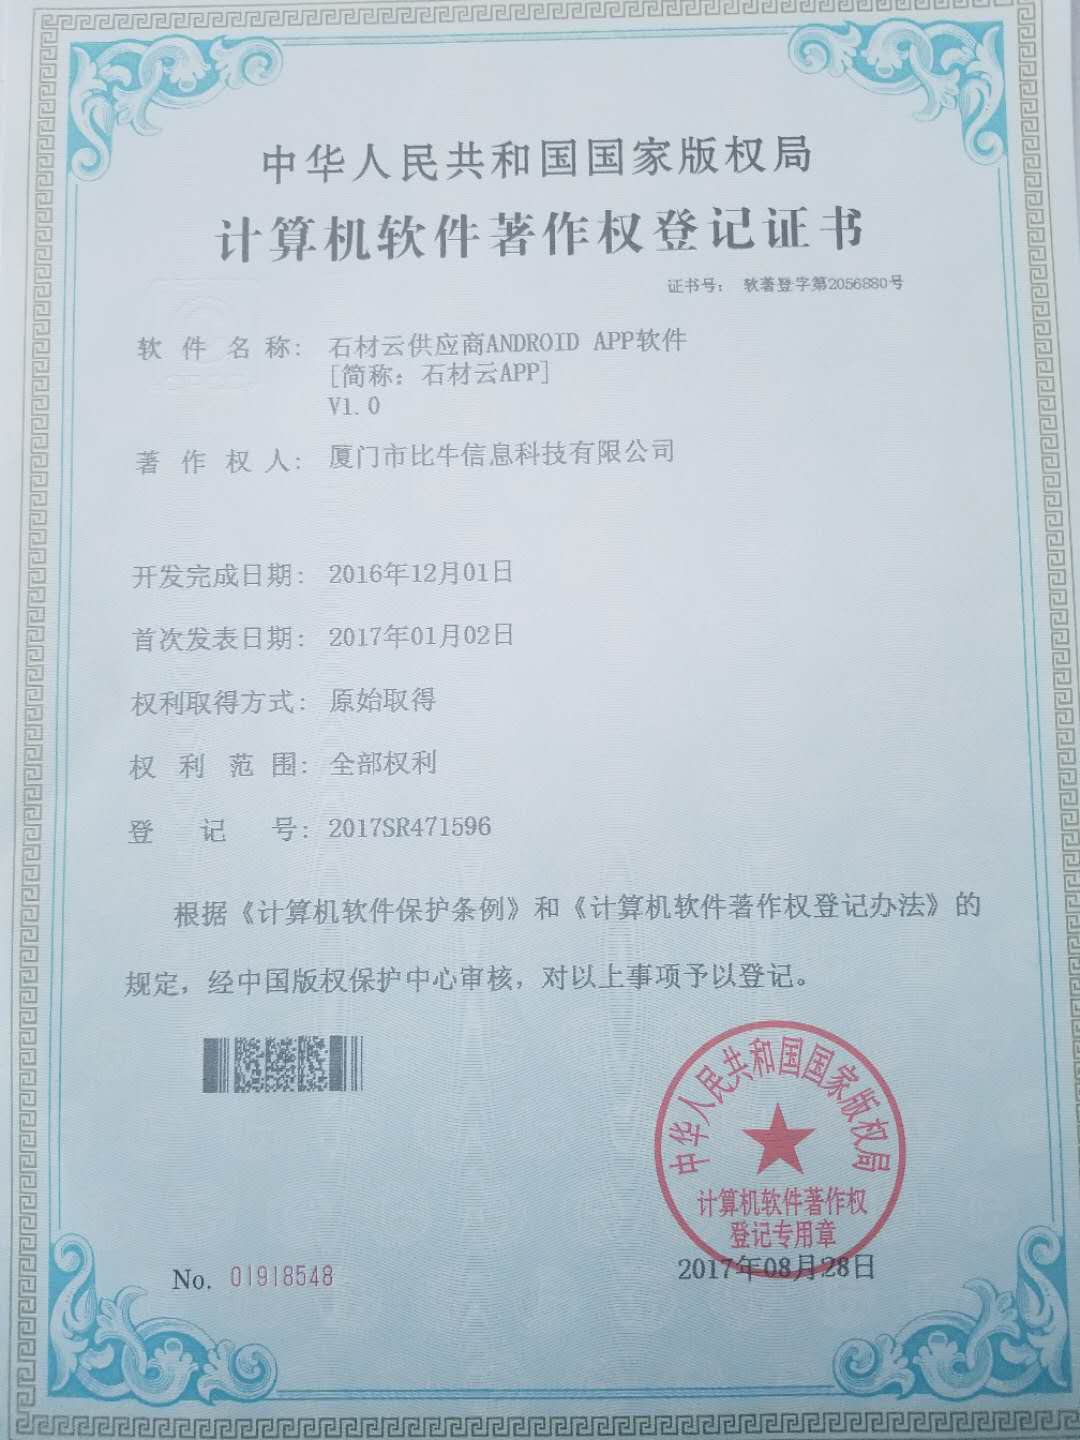 中华人民共和国国家版权局
计算机软件著作权登记证书
证书号： 软著登字第2056880号
软件名称： 石材云供应商ANDROID APP软件
[简称：石材云APP]
V1.0
著作权人： 厦门市比牛信息科技有限公司
开发完成日期： 2016年12月01日
首次发表日期： 2017年01月02日
权利取得方式： 原始取得
权利范围： 全部权利
登记号： 2017SR471596
根据《计算机软件保护条例》和《计算机软件著作权登记办法》的
规定，经中国版权保护中心审核，对以上事项予以登记。
中华人民共和国国家版权局
计算机软件著作权
登记专用章
No. 01918548
2017年08月28日